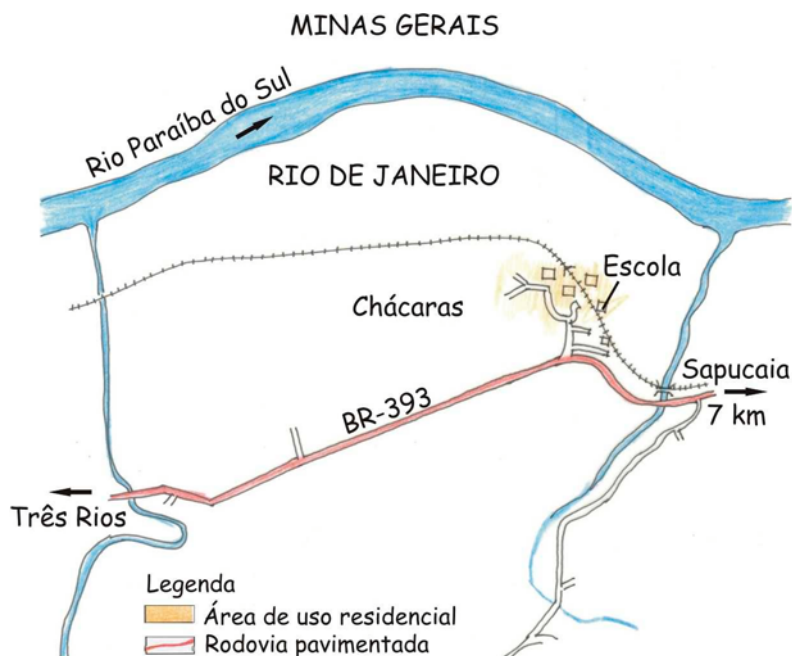 MINAS GERAIS
Rio Paraíba do Sul
RIO DE JANEIRO
Escola
Chácaras
Sapucaia
7 km
BR-393
Três Rios
Legenda
Área de uso residencial
Rodovia pavimentada